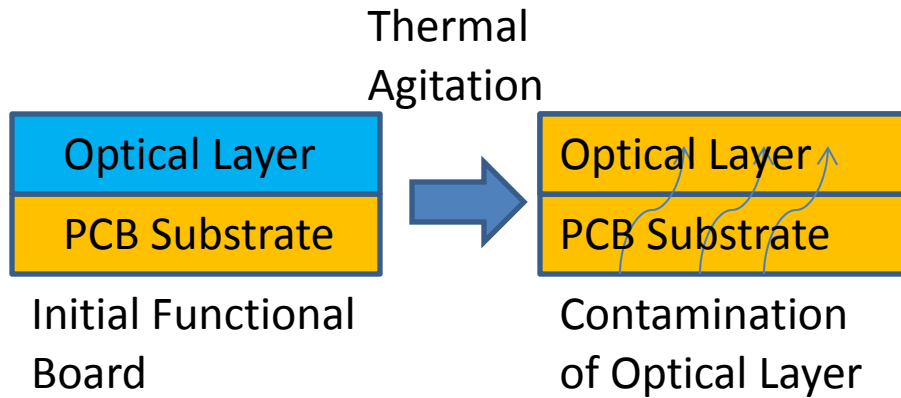 Thermal
Agitation
Optical Layer
PCB Substrate
Initial Functional
Board
Optical Layer
PCB Substrate
Contamination
of Optical Layer